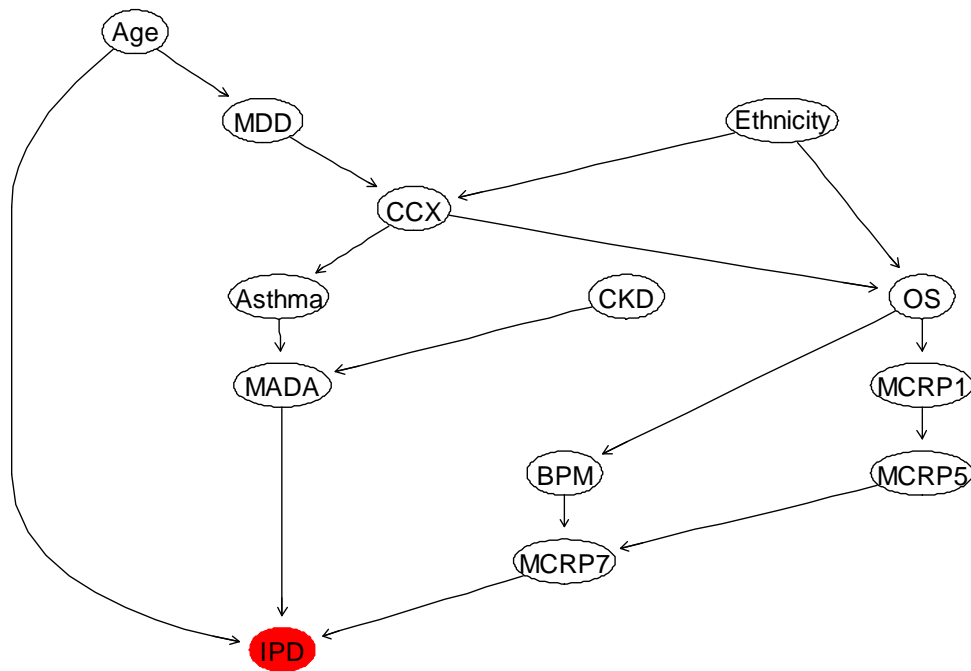 Age
MDD
Ethnicity
CCX
Asthma
CKD
OS
MADA
MCRP1
BPM
MCRP5
MCRP7
IPD